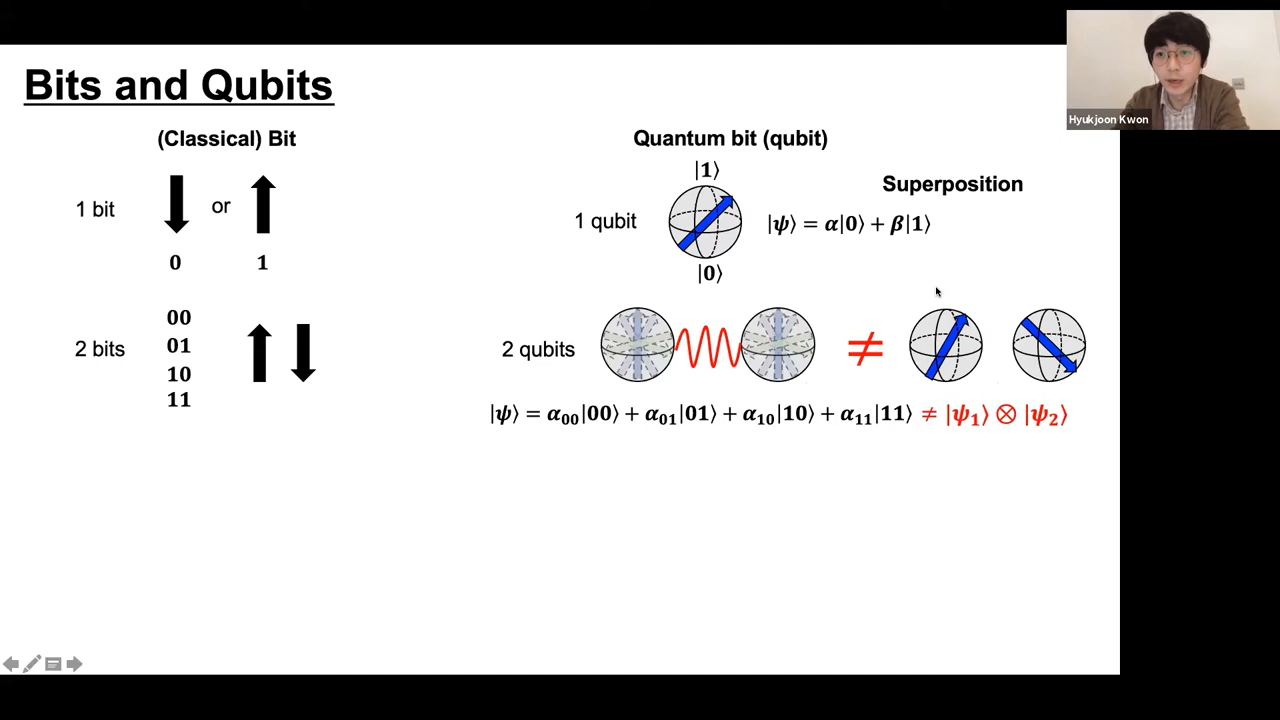 Bits and Qubits
(Classical) Bit
1 bit
or
0
1
2 bits
00
01
10
11
Quantum bit (qubit)
|1⟩
1 qubit
|0⟩
Superposition
|ψ⟩ = α|0⟩ + β|1⟩
2 qubits
≠
|ψ⟩ = α₀₀|00⟩ + α₀₁|01⟩ + α₁₀|10⟩ + α₁₁|11⟩ ≠ |ψ₁⟩ ⊗ |ψ₂⟩
Hyukjoon Kwon